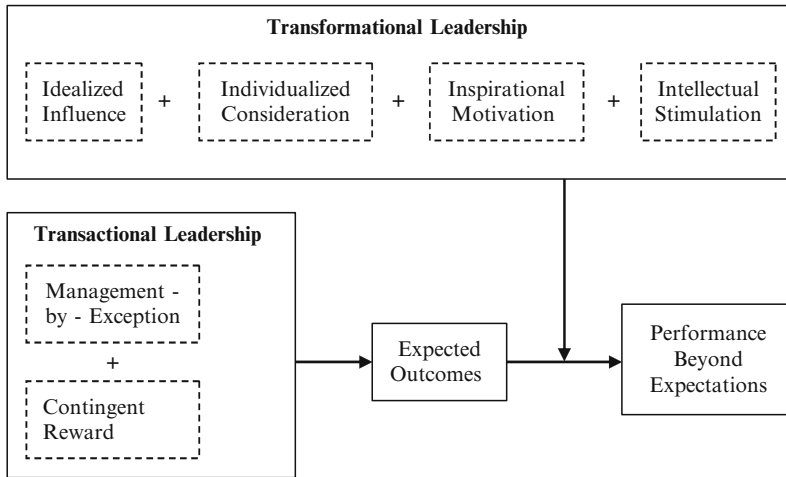 Transformational Leadership
Idealized
Influence
+
Individualized
Consideration
+
Inspirational
Motivation
+
Intellectual
Stimulation
Transactional Leadership
Management -
by - Exception
+
Contingent
Reward
Expected
Outcomes
Performance
Beyond
Expectations